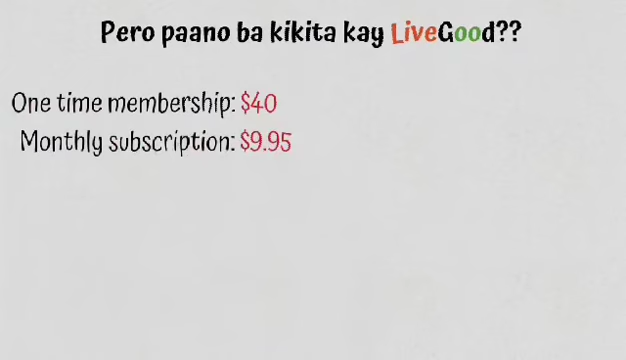 Pero paano ba kikita kay LiveGood??
One time membership: $40
Monthly subscription: $9.95